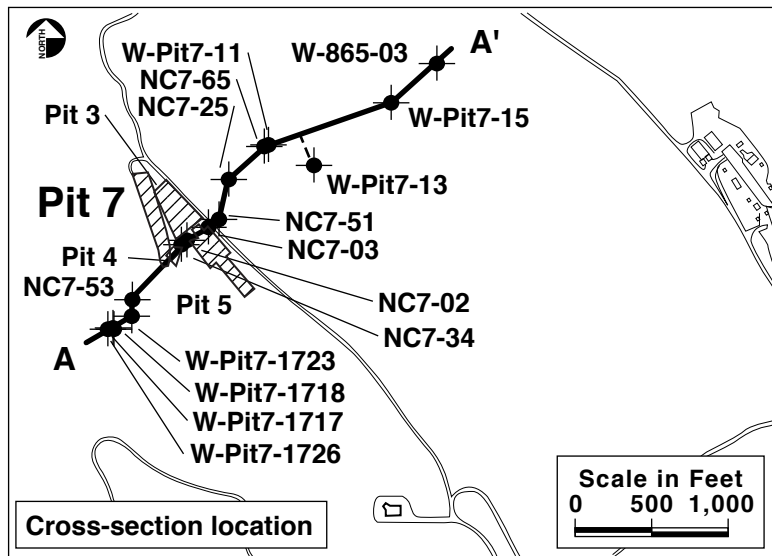 NORTH
W-Pit7-11
W-865-03
A'
NC7-65
NC7-25
Pit 3
W-Pit7-15
W-Pit7-13
Pit 7
NC7-51
NC7-03
Pit 4
NC7-53
Pit 5
NC7-02
NC7-34
A
W-Pit7-1723
W-Pit7-1718
W-Pit7-1717
W-Pit7-1726
Scale in Feet
0 500 1,000
Cross-section location